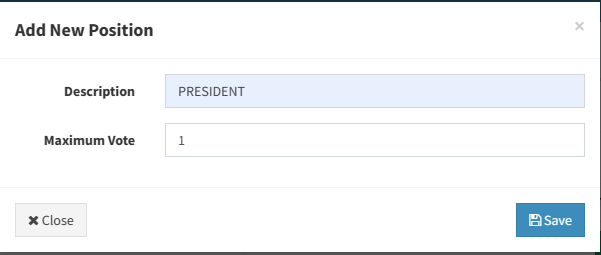 Add New Position ×
Description PRESIDENT
Maximum Vote 1
Close Save